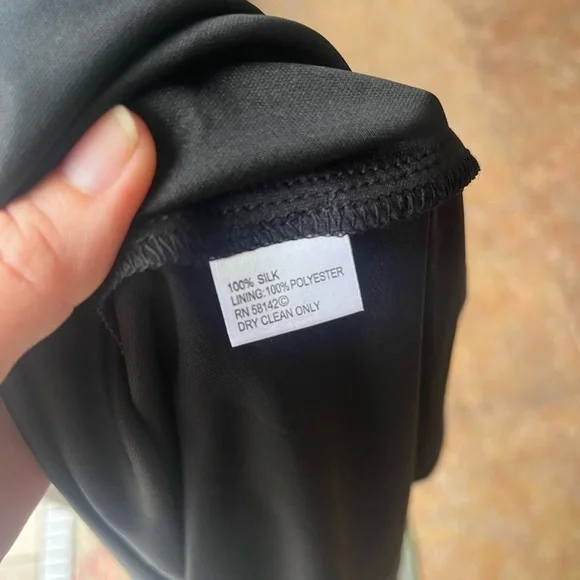 100% SILK
LINING:100% POLYESTER
RN 58142©
DRY CLEAN ONLY